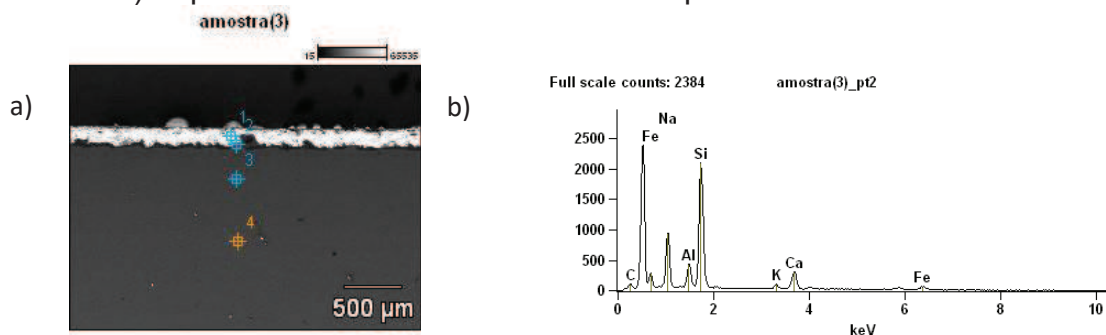 amostra(3)
15 65535
a)
1
2
3
4
500 µm
b)
Full scale counts: 2384 amostra(3)_pt2
Na
Fe
Si
Al
C
K
Ca
Fe
2500
2000
1500
1000
500
0
0 2 4 6 8 10
keV